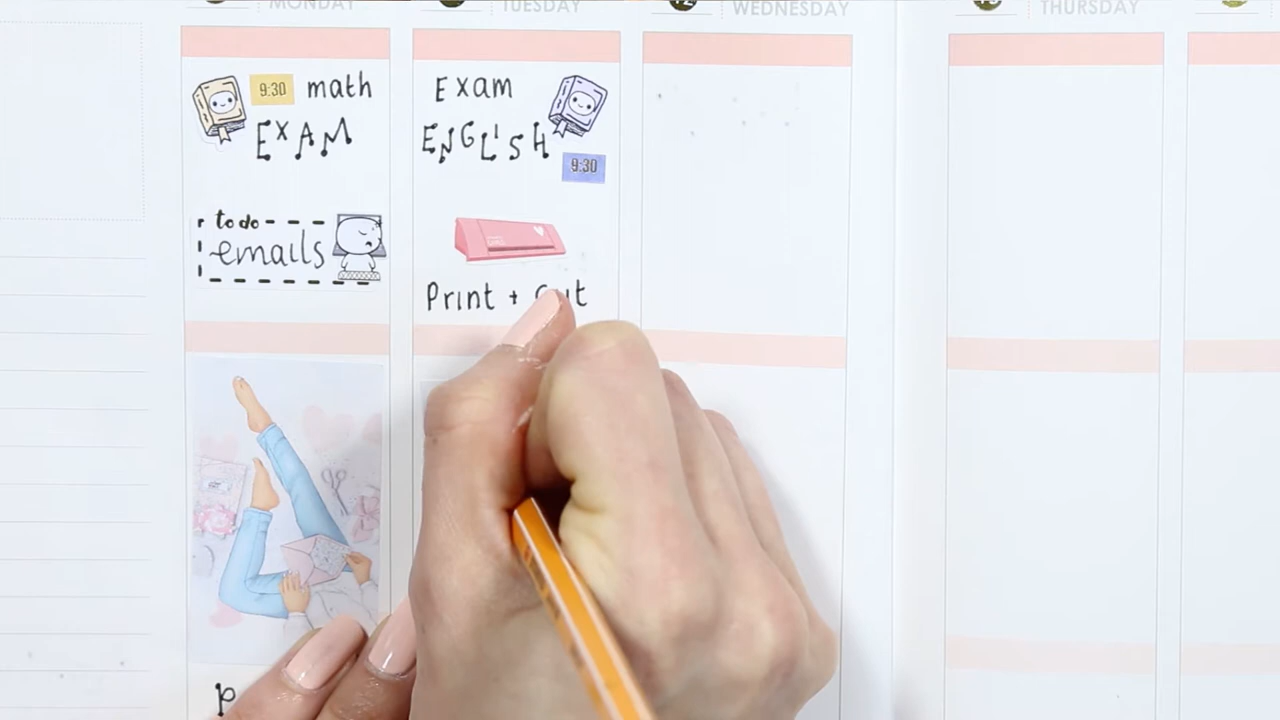 MONDAY
TUESDAY
WEDNESDAY
THURSDAY
9:30 math
EXAM
Exam
ENGLISH
9:30
to do
emails
Print + Cut
P